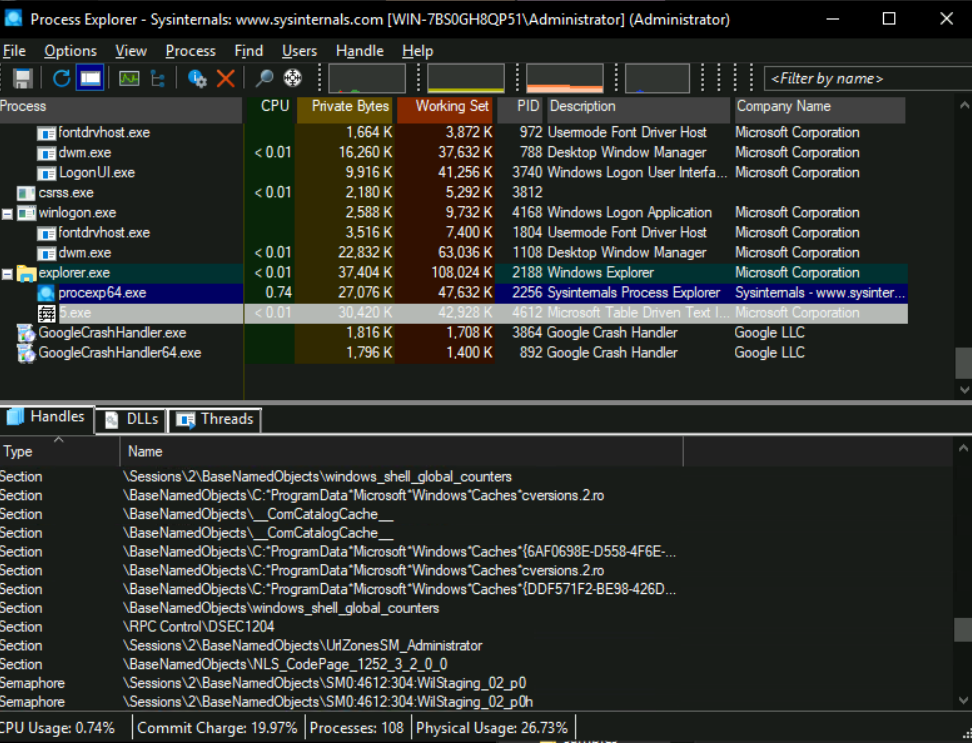 Process Explorer - Sysinternals: www.sysinternals.com [WIN-7BS0GH8QP51\Administrator] (Administrator)
File Options View Process Find Users Handle Help
<Filter by name>
Process CPU Private Bytes Working Set PID Description Company Name
fontdrvhost.exe 1,664 K 3,872 K 972 Usermode Font Driver Host Microsoft Corporation
dwm.exe < 0.01 16,260 K 37,632 K 788 Desktop Window Manager Microsoft Corporation
LogonUI.exe 9,916 K 41,256 K 3740 Windows Logon User Interfa... Microsoft Corporation
csrss.exe < 0.01 2,180 K 5,292 K 3812
winlogon.exe 2,588 K 9,732 K 4168 Windows Logon Application Microsoft Corporation
fontdrvhost.exe 3,516 K 7,400 K 1804 Usermode Font Driver Host Microsoft Corporation
dwm.exe < 0.01 22,832 K 63,036 K 1108 Desktop Window Manager Microsoft Corporation
explorer.exe < 0.01 37,404 K 108,024 K 2188 Windows Explorer Microsoft Corporation
procexp64.exe 0.74 27,076 K 47,632 K 2256 Sysinternals Process Explorer Sysinternals - www.sysinter...
5.exe < 0.01 30,420 K 42,928 K 4612 Microsoft Table Driven Text I... Microsoft Corporation
GoogleCrashHandler.exe 1,816 K 1,708 K 3864 Google Crash Handler Google LLC
GoogleCrashHandler64.exe 1,796 K 1,400 K 892 Google Crash Handler Google LLC
Handles DLLs Threads
Type Name
Section \Sessions\2\BaseNamedObjects\windows_shell_global_counters
Section \BaseNamedObjects\C:*ProgramData*Microsoft*Windows*Caches*cversions.2.ro
Section \BaseNamedObjects\__ComCatalogCache__
Section \BaseNamedObjects\__ComCatalogCache__
Section \BaseNamedObjects\C:*ProgramData*Microsoft*Windows*Caches*{6AF0698E-D558-4F6E-...
Section \BaseNamedObjects\C:*ProgramData*Microsoft*Windows*Caches*cversions.2.ro
Section \BaseNamedObjects\C:*ProgramData*Microsoft*Windows*Caches*{DDF571F2-BE98-426D...
Section \BaseNamedObjects\windows_shell_global_counters
Section \RPC Control\DSEC1204
Section \Sessions\2\BaseNamedObjects\UrlZonesSM_Administrator
Section \BaseNamedObjects\NLS_CodePage_1252_3_2_0_0
Semaphore \Sessions\2\BaseNamedObjects\SM0:4612:304:WilStaging_02_p0
Semaphore \Sessions\2\BaseNamedObjects\SM0:4612:304:WilStaging_02_p0h
CPU Usage: 0.74% Commit Charge: 19.97% Processes: 108 Physical Usage: 26.73%